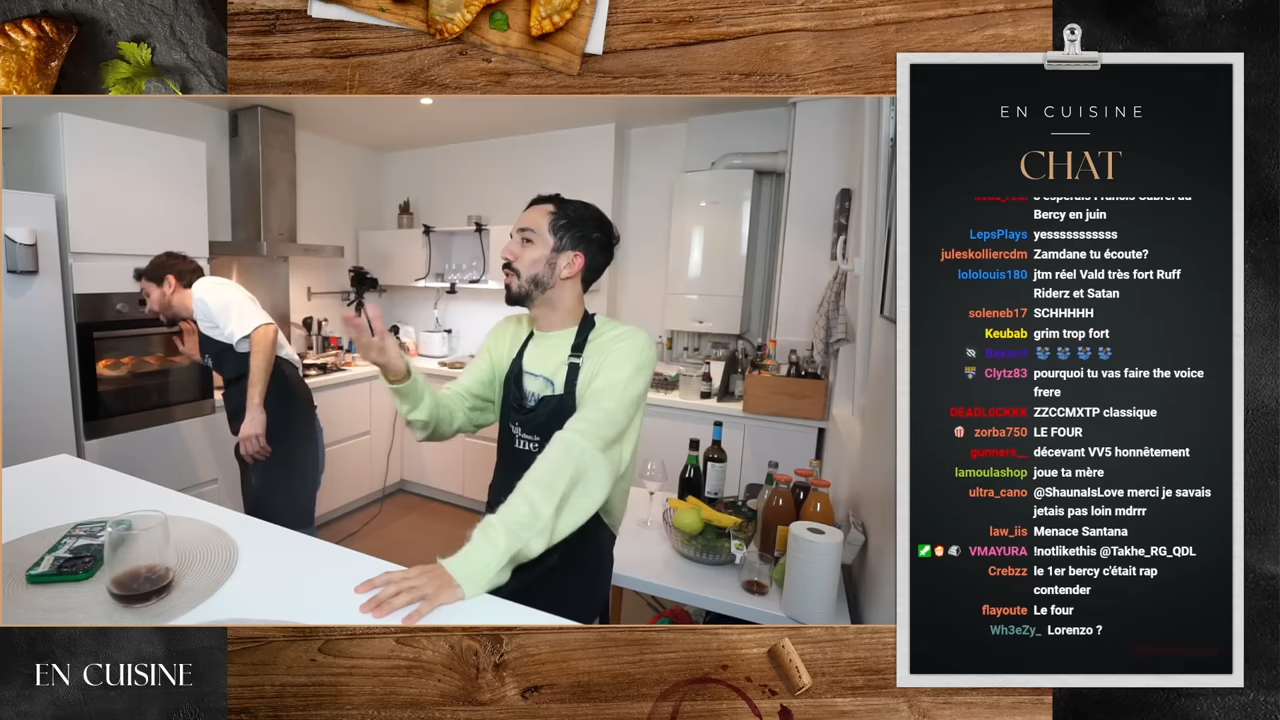 EN CUISINE
CHAT
Bercy en juin
LepsPlays yesssssssssss
juleskolliercdm Zamdane tu écoute?
lololouis180 jtm réel Vald très fort Ruff
Riderz et Satan
soleneb17 SCHHHHH
Keubab grim trop fort
Clytz83 pourquoi tu vas faire the voice
frere
DEADL0CKKK ZZCCMXTP classique
zorba750 LE FOUR
gunners__ décevant VV5 honnêtement
lamoulashop joue ta mère
ultra_cano @ShaunaIsLove merci je savais
jetais pas loin mdrrr
law_iis Menace Santana
VMAYURA !notlikethis @Takhe_RG_QDL
Crebzz le 1er bercy c'était rap
contender
flayoute Le four
Wh3eZy_ Lorenzo ?
EN CUISINE